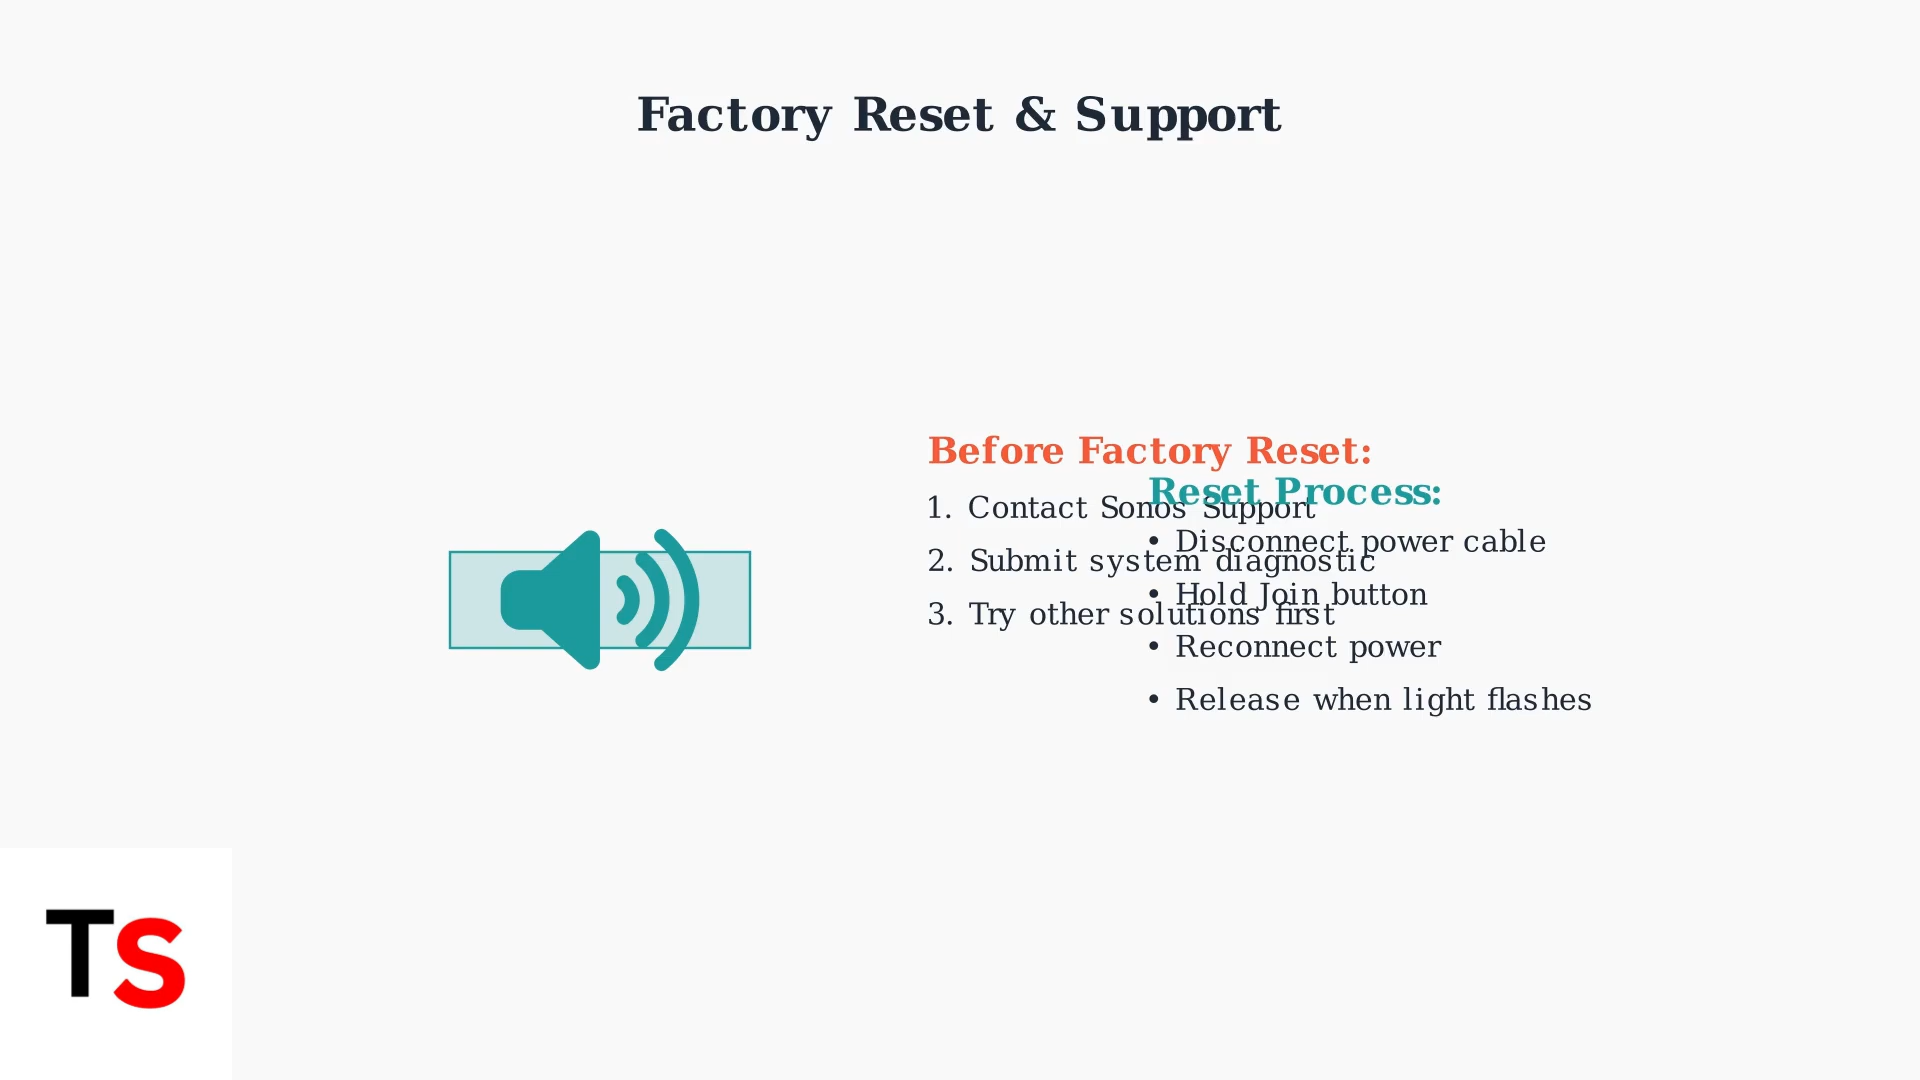 Factory Reset & Support
Before Factory Reset:
1. Contact Sonos Support
2. Submit system diagnostic
3. Try other solutions first
Reset Process:
• Disconnect power cable
• Hold Join button
• Reconnect power
• Release when light flashes
TS